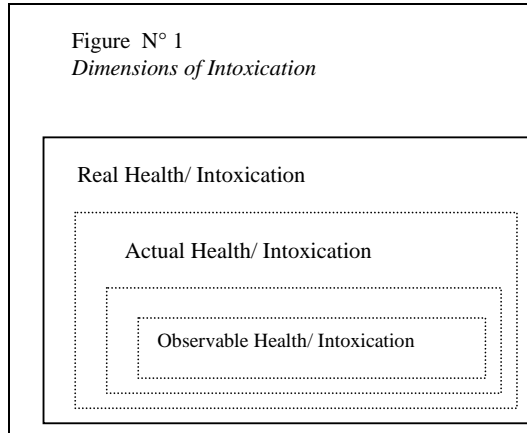 Figure N° 1
Dimensions of Intoxication
Real Health/ Intoxication
Actual Health/ Intoxication
Observable Health/ Intoxication